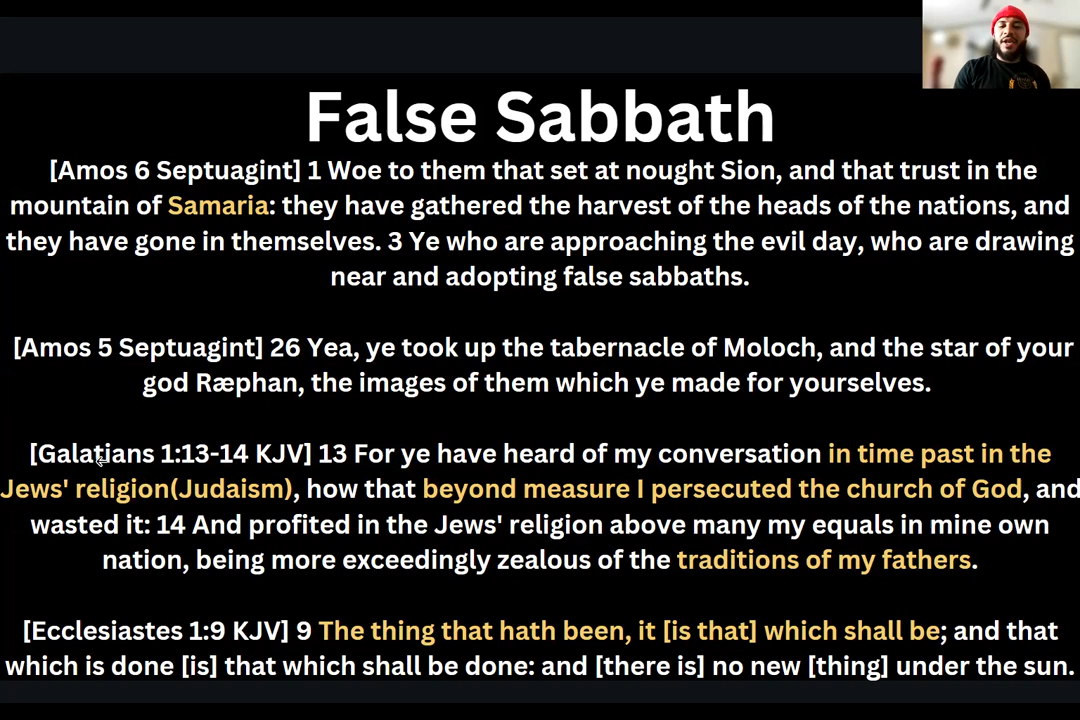 False Sabbath
[Amos 6 Septuagint] 1 Woe to them that set at nought Sion, and that trust in the
mountain of Samaria: they have gathered the harvest of the heads of the nations, and
they have gone in themselves. 3 Ye who are approaching the evil day, who are drawing
near and adopting false sabbaths.
[Amos 5 Septuagint] 26 Yea, ye took up the tabernacle of Moloch, and the star of your
god Ræphan, the images of them which ye made for yourselves.
[Galatians 1:13-14 KJV] 13 For ye have heard of my conversation in time past in the
Jews' religion(Judaism), how that beyond measure I persecuted the church of God, and
wasted it: 14 And profited in the Jews' religion above many my equals in mine own
nation, being more exceedingly zealous of the traditions of my fathers.
[Ecclesiastes 1:9 KJV] 9 The thing that hath been, it [is that] which shall be; and that
which is done [is] that which shall be done: and [there is] no new [thing] under the sun.